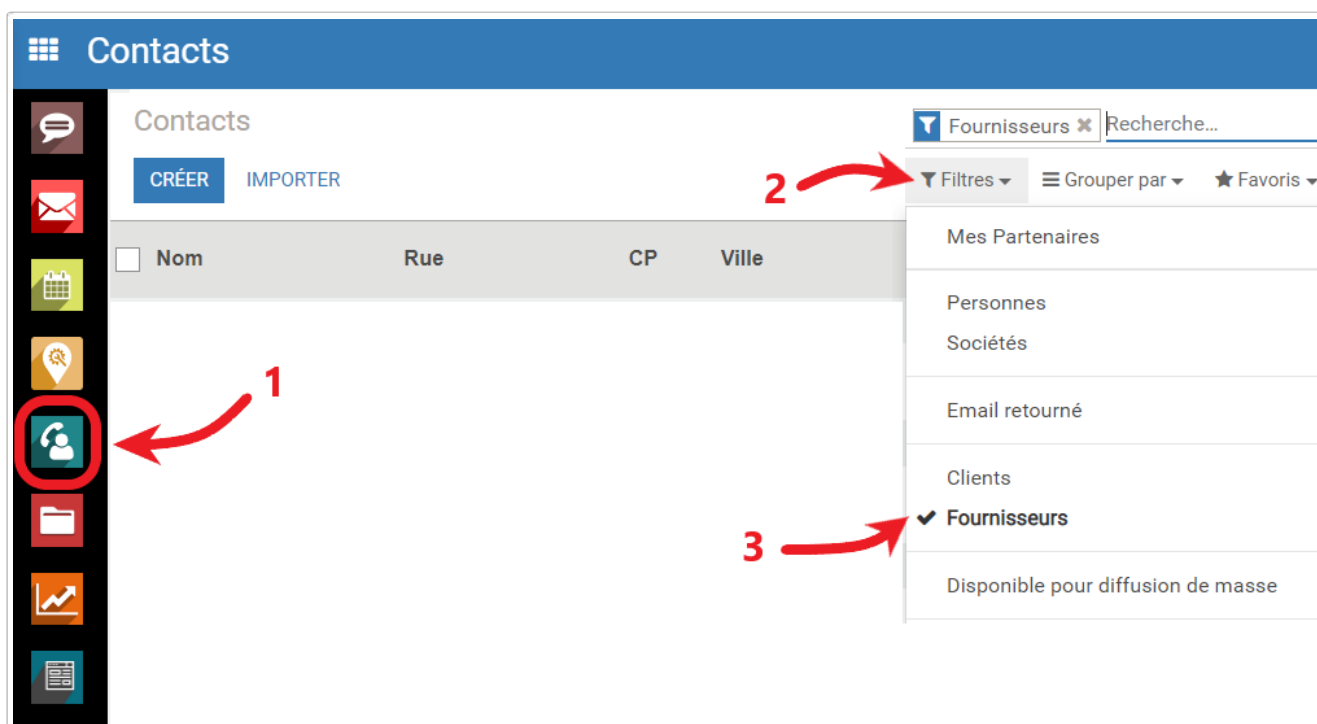 Contacts
Contacts
Fournisseurs Recherche...
CRÉER IMPORTER
2
Filtres Grouper par Favoris
Nom Rue CP Ville
Mes Partenaires
Personnes
Sociétés
1
Email retourné
Clients
Fournisseurs
3
Disponible pour diffusion de masse